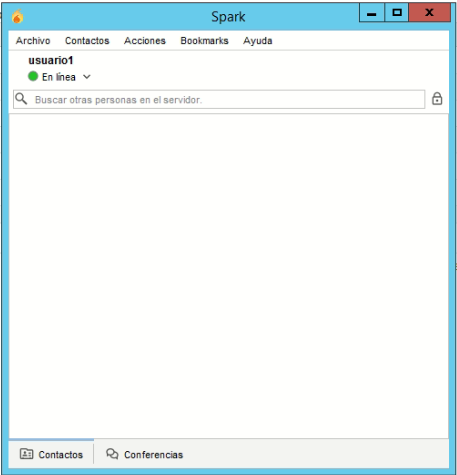 Spark
Archivo Contactos Acciones Bookmarks Ayuda
usuario1
En línea
Buscar otras personas en el servidor.
Contactos Conferencias